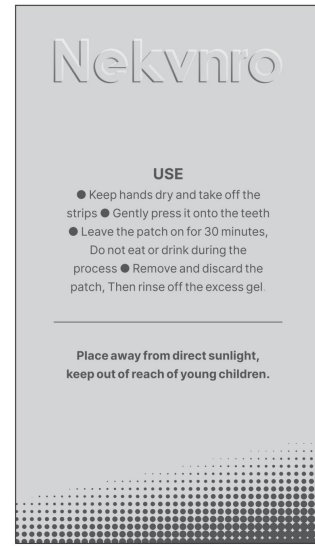 Nekvnro
USE
● Keep hands dry and take off the
strips ● Gently press it onto the teeth
● Leave the patch on for 30 minutes,
Do not eat or drink during the
process ● Remove and discard the
patch, Then rinse off the excess gel.
Place away from direct sunlight,
keep out of reach of young children.